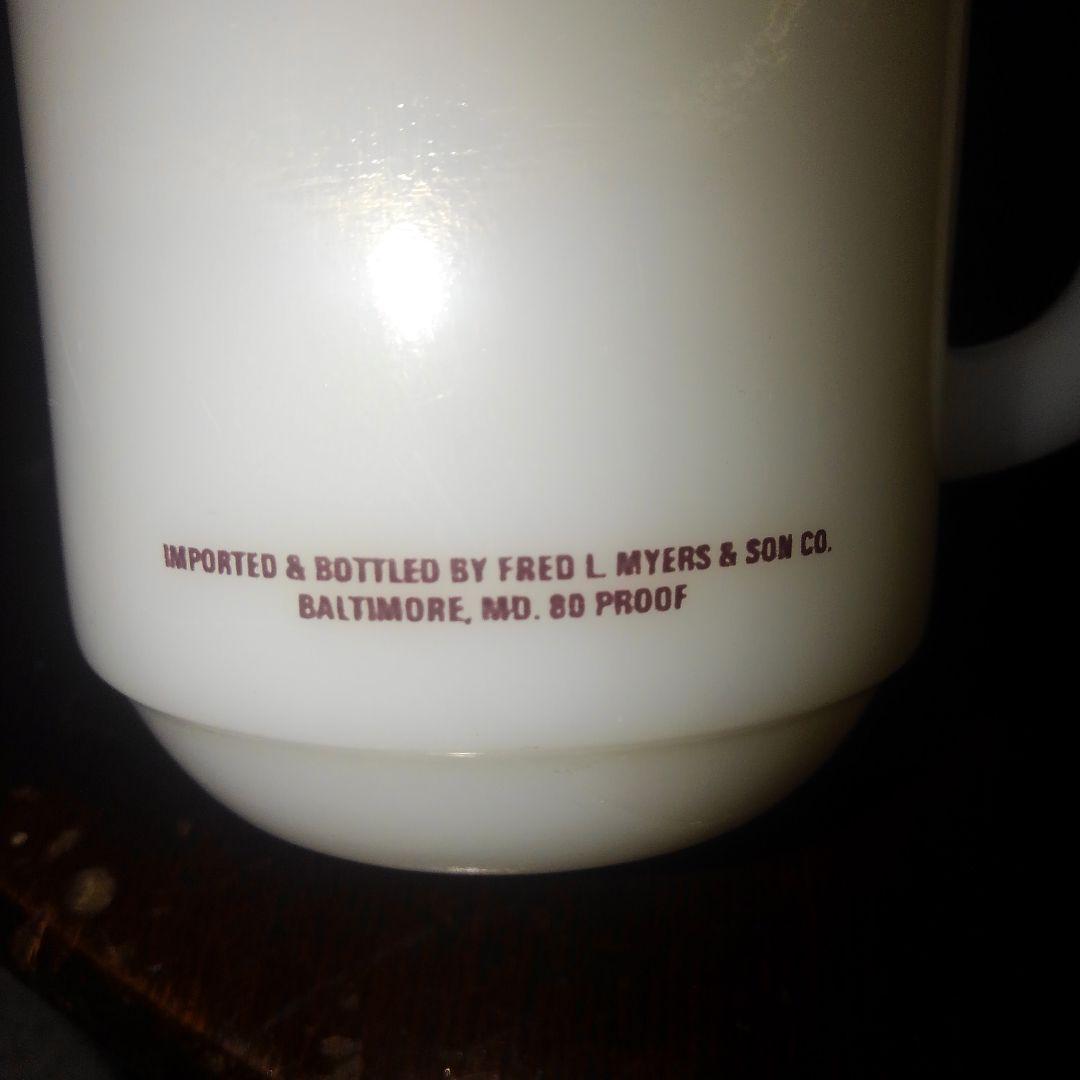 IMPORTED & BOTTLED BY FRED L. MYERS & SON CO.
BALTIMORE, MD. 80 PROOF